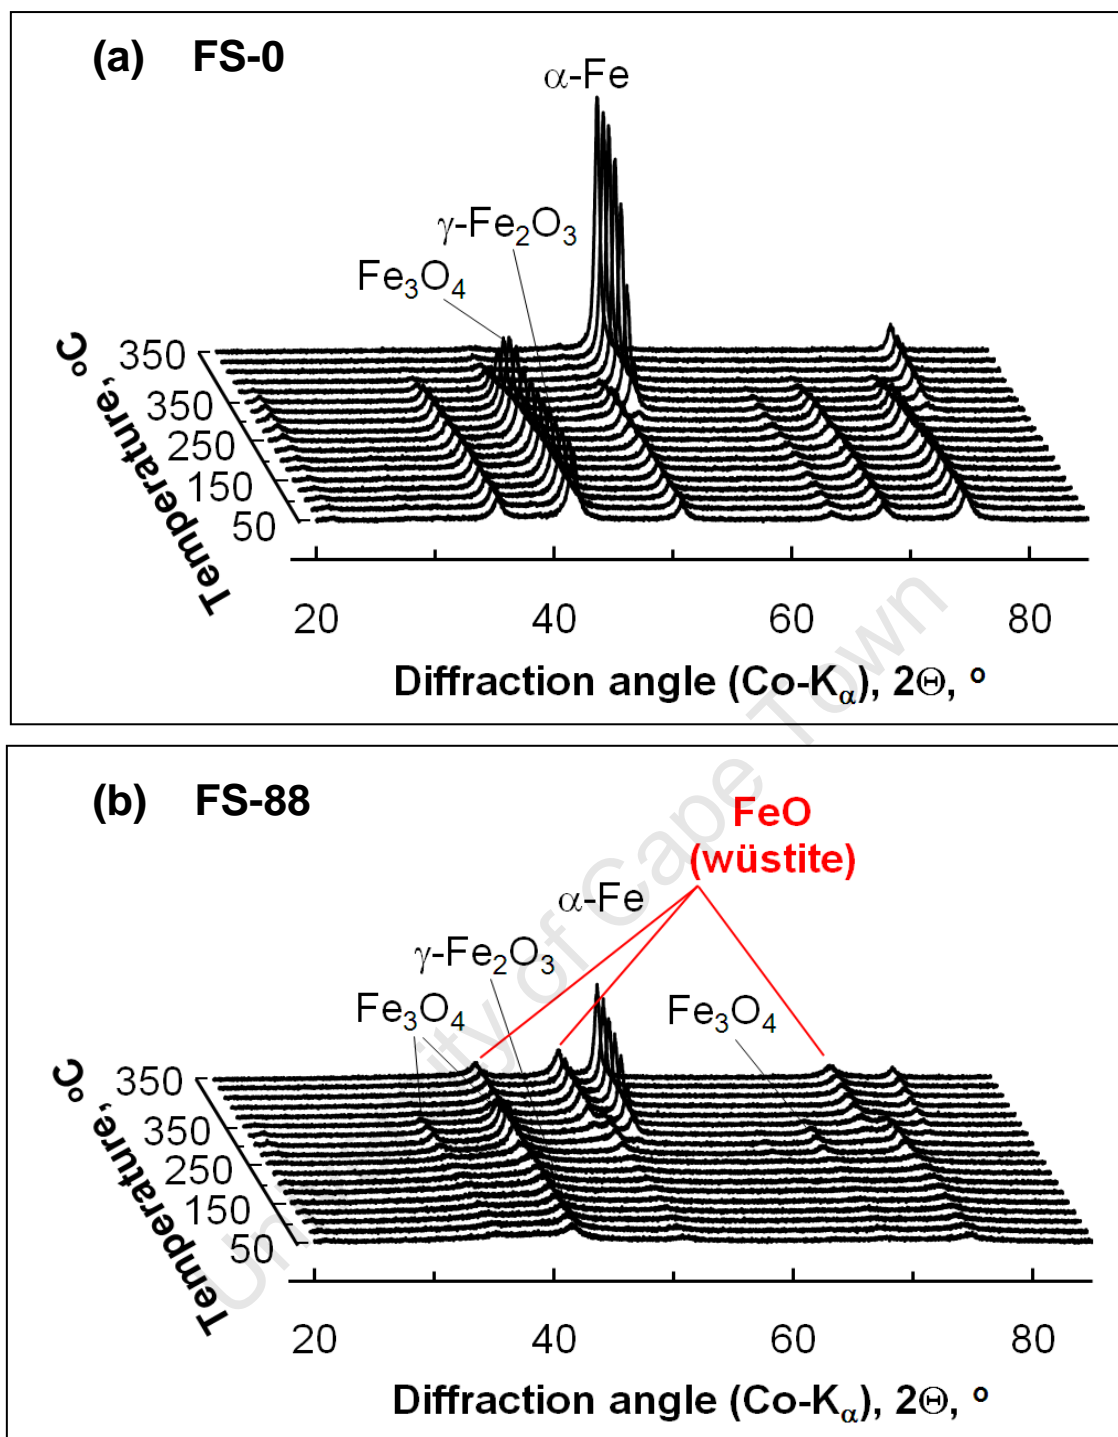 (a) FS-0
α-Fe
γ-Fe₂O₃
Fe₃O₄
Temperature, °C
350
350
250
150
50
20 40 60 80
Diffraction angle (Co-Kα), 2Θ, °
(b) FS-88
FeO
(wüstite)
α-Fe
γ-Fe₂O₃
Fe₃O₄
Fe₃O₄
Temperature, °C
350
350
250
150
50
20 40 60 80
Diffraction angle (Co-Kα), 2Θ, °
University of Cape Town